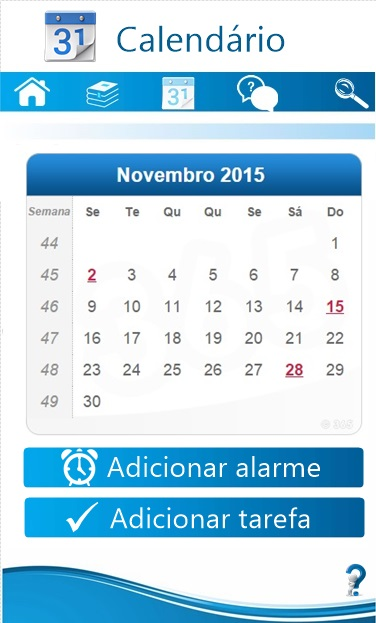 31 Calendário
31 ?
Novembro 2015
Semana Se Te Qu Qu Se Sá Do
44 1
45 2 3 4 5 6 7 8
46 9 10 11 12 13 14 15
47 16 17 18 19 20 21 22
48 23 24 25 26 27 28 29
49 30
© 365
Adicionar alarme
Adicionar tarefa
?